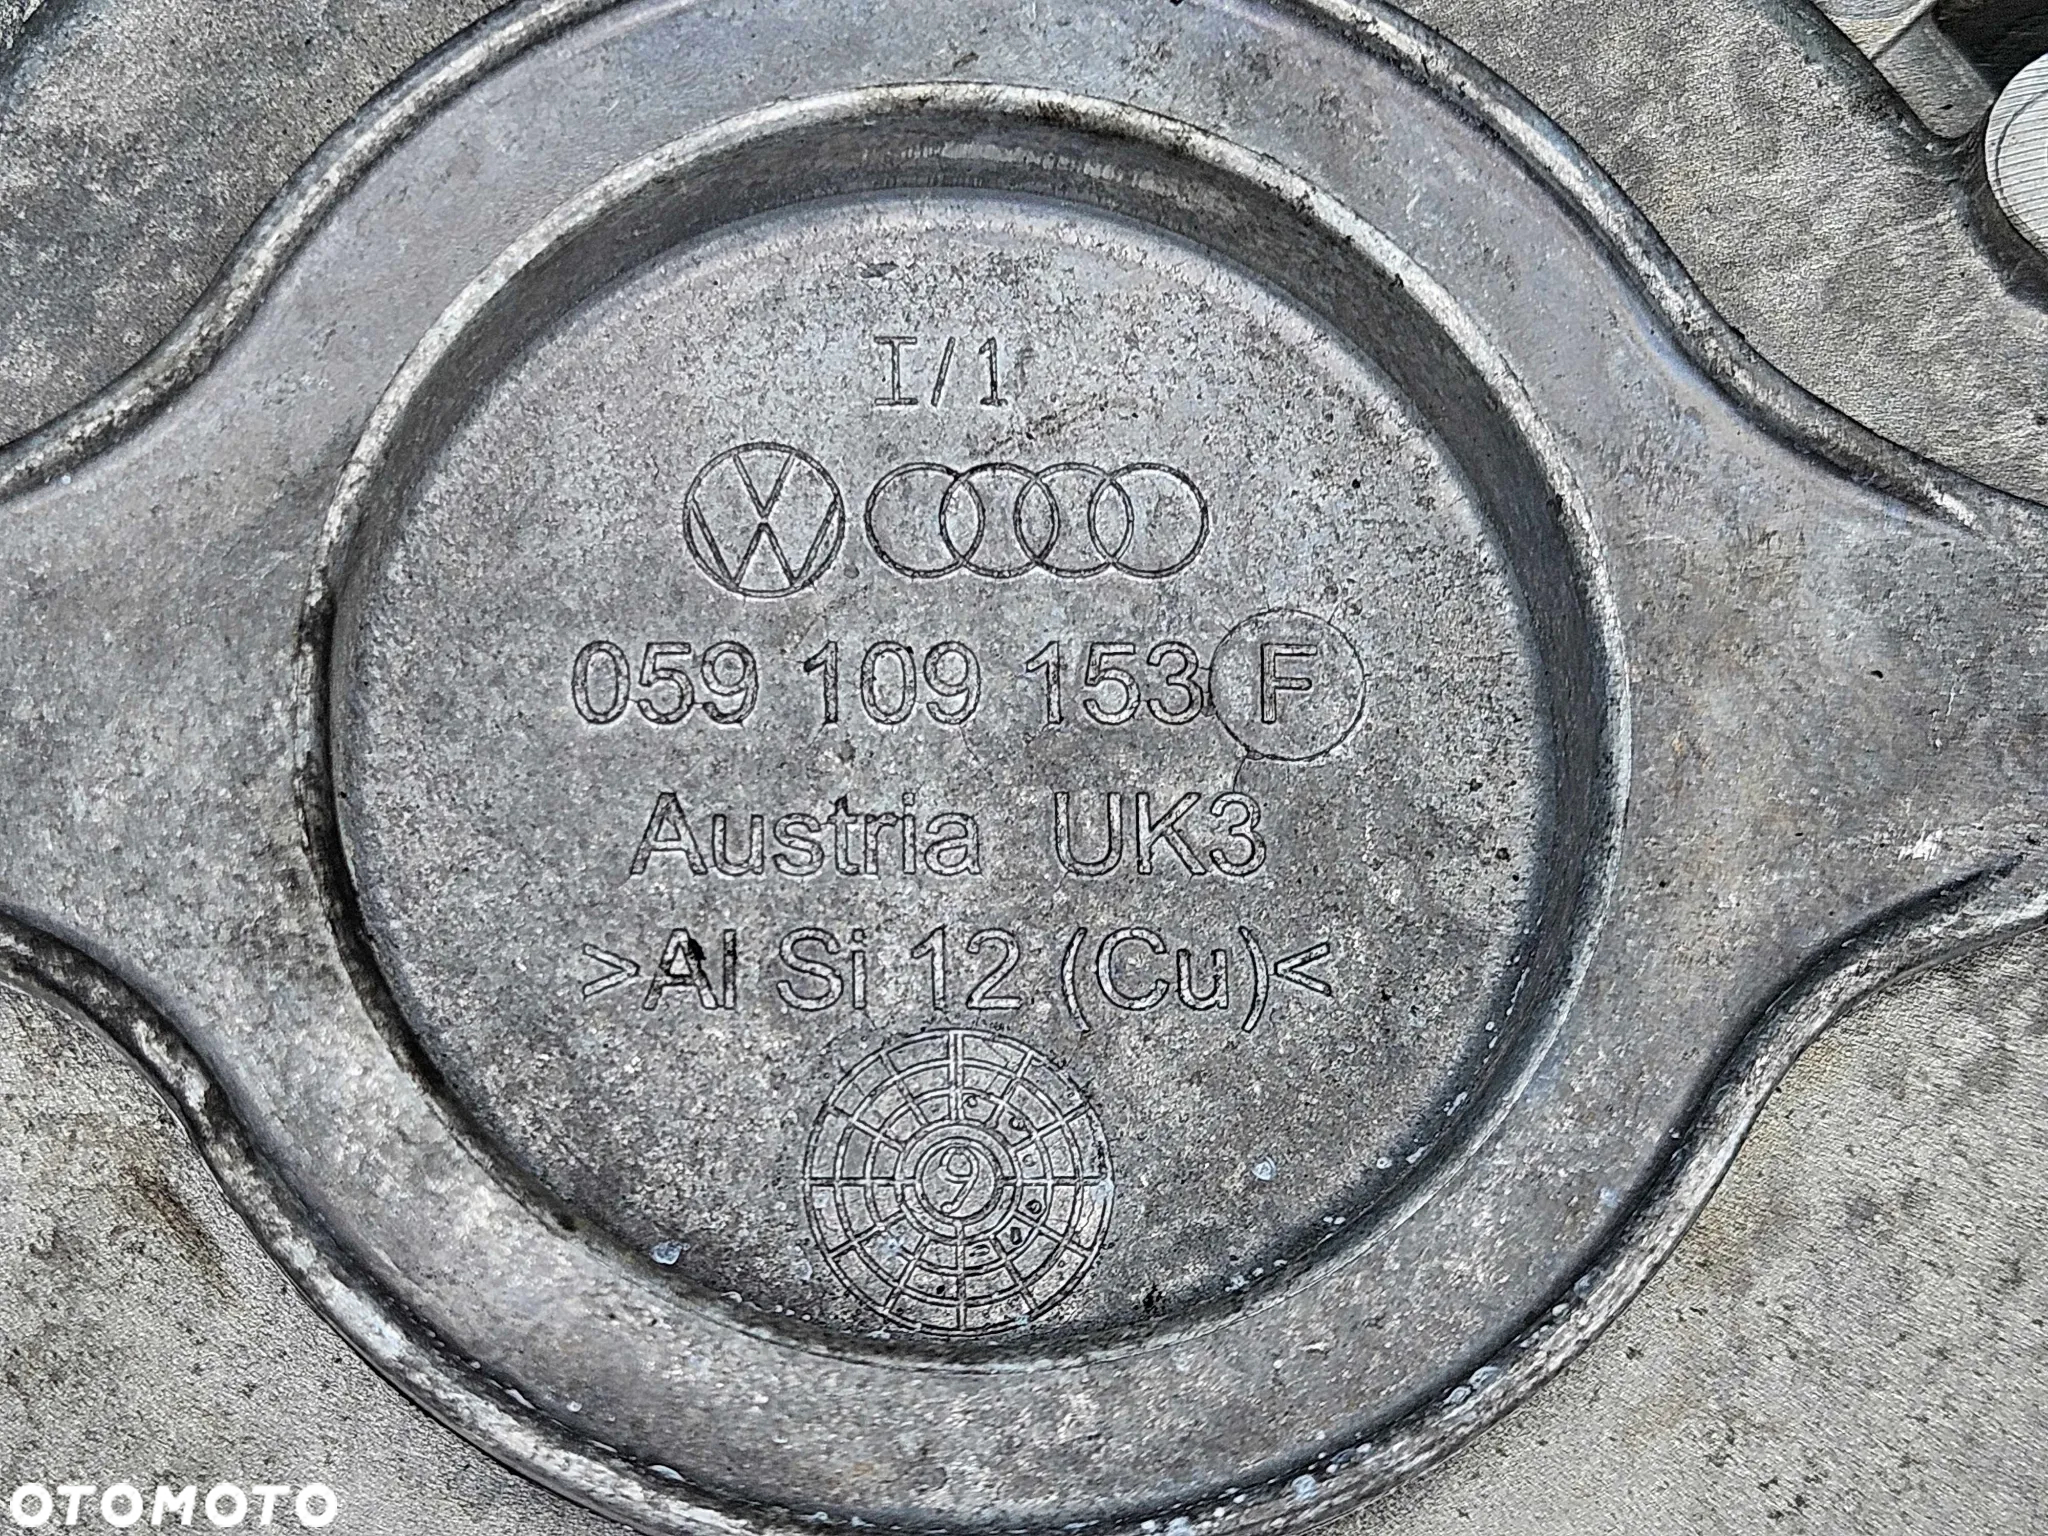 I/1
059 109 153 F
Austria UK3
>Al Si 12 (Cu)<
9
OTOMOTO